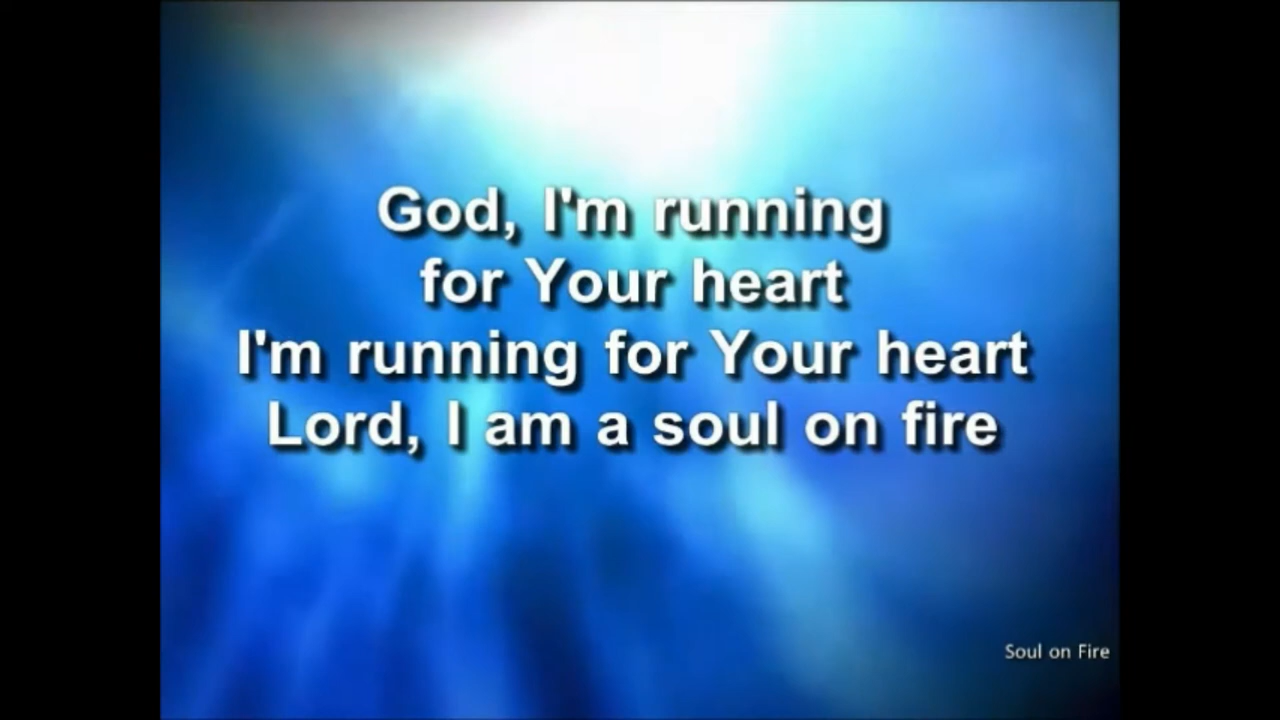 God, I'm running
for Your heart
I'm running for Your heart
Lord, I am a soul on fire
Soul on Fire